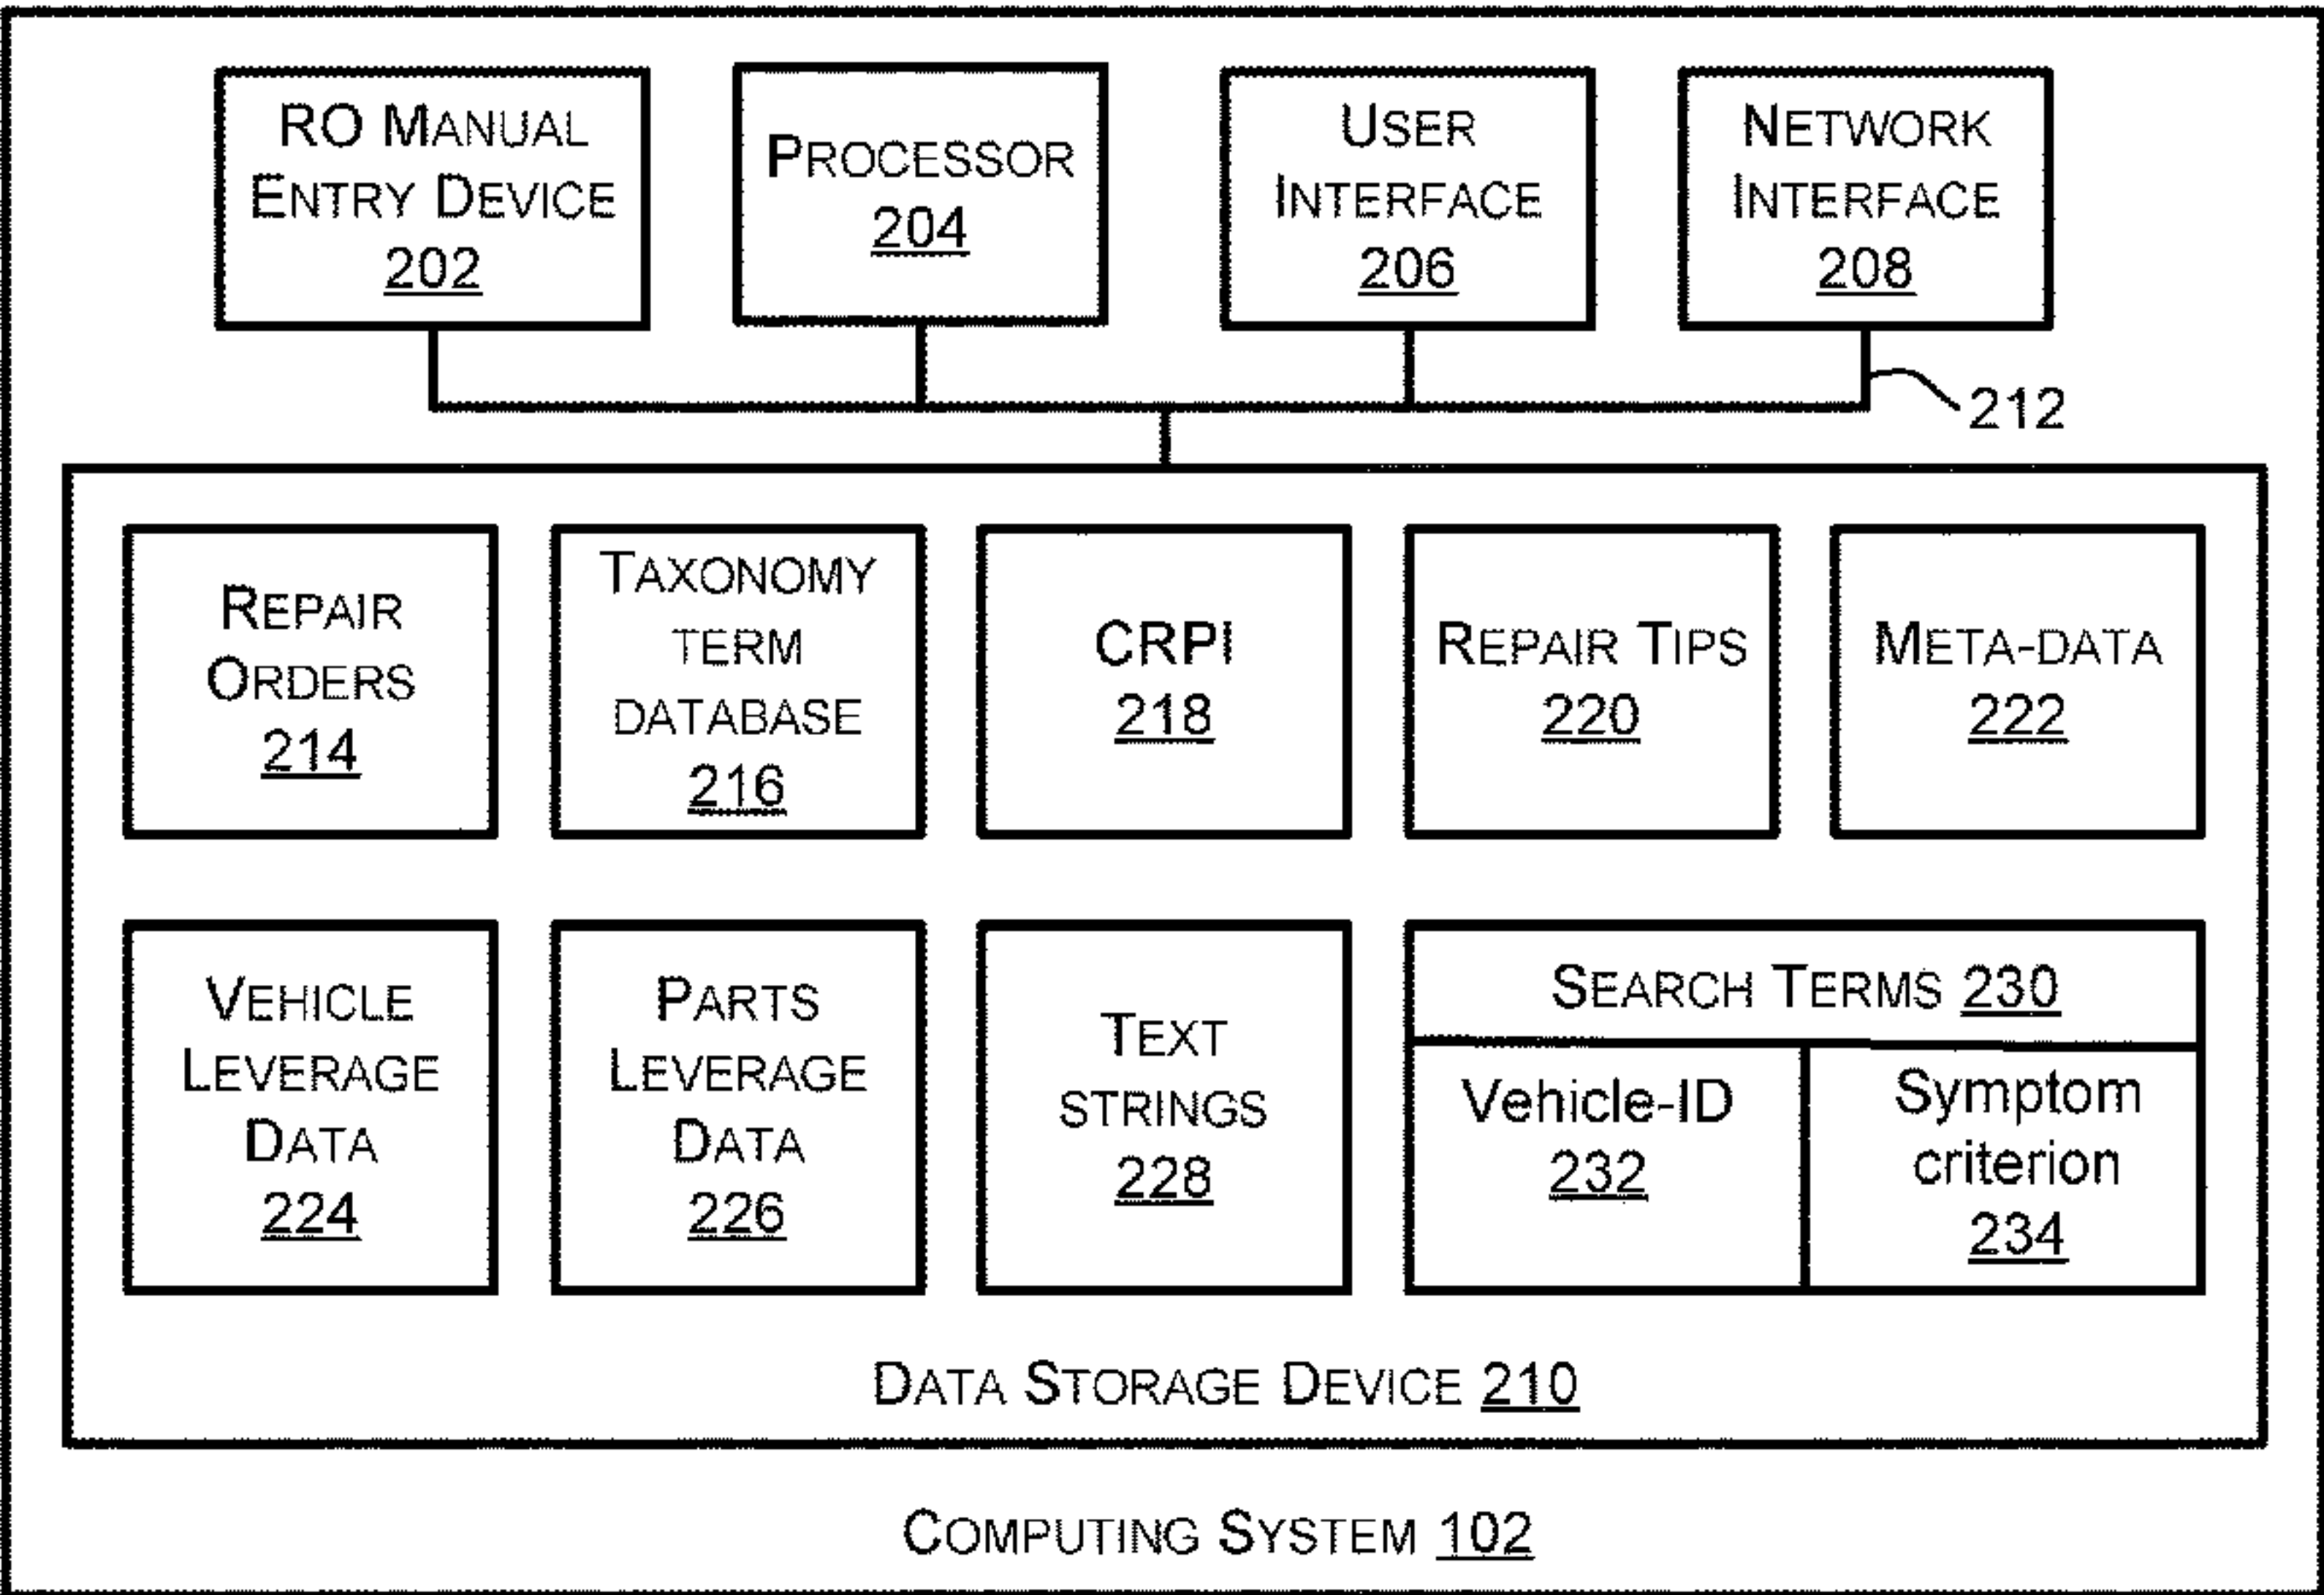 RO MANUAL
ENTRY DEVICE
202
PROCESSOR
204
USER
INTERFACE
206
NETWORK
INTERFACE
208
212
REPAIR
ORDERS
214
TAXONOMY
TERM
DATABASE
216
CRPI
218
REPAIR TIPS
220
META-DATA
222
VEHICLE
LEVERAGE
DATA
224
PARTS
LEVERAGE
DATA
226
TEXT
STRINGS
228
SEARCH TERMS 230
Vehicle-ID
232
Symptom
criterion
234
DATA STORAGE DEVICE 210
COMPUTING SYSTEM 102